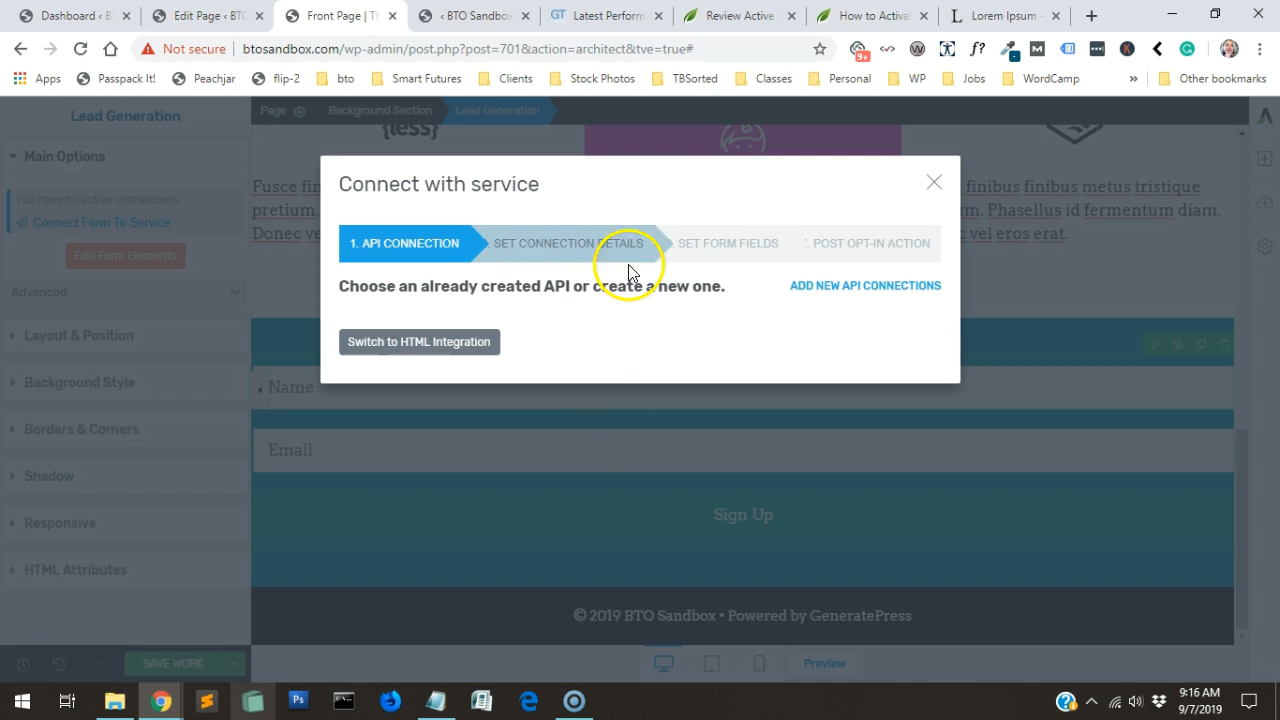 Dashboard ‹ B
Edit Page ‹ BTO
Front Page | Th
‹ BTO Sandbox
GT Latest Perform
Review Active
How to Activat
L Lorem Ipsum -
Not secure btosandbox.com/wp-admin/post.php?post=701&action=architect&tve=true#
9+
Apps Passpack It! Peachjar flip-2 bto Smart Futures Clients Stock Photos TBSorted Classes Personal WP Jobs WordCamp » Other bookmarks
Lead Generation
Page Background Section Lead Generation
Main Options
{less}
You have no active connections.
Connect Form To Service
Edit Form Elements
Advanced
Layout & Position
Background Style
Borders & Corners
Shadow
Responsive
HTML Attributes
Fusce fin
pretium.
Donec v
finibus finibus metus tristique
m. Phasellus id fermentum diam.
c vel eros erat.
Connect with service
1. API CONNECTION SET CONNECTION DETAILS SET FORM FIELDS POST OPT-IN ACTION
Choose an already created API or create a new one. ADD NEW API CONNECTIONS
Switch to HTML Integration
Name
Email
Sign Up
© 2019 BTO Sandbox • Powered by GeneratePress
SAVE WORK
Preview
9:16 AM
9/7/2019